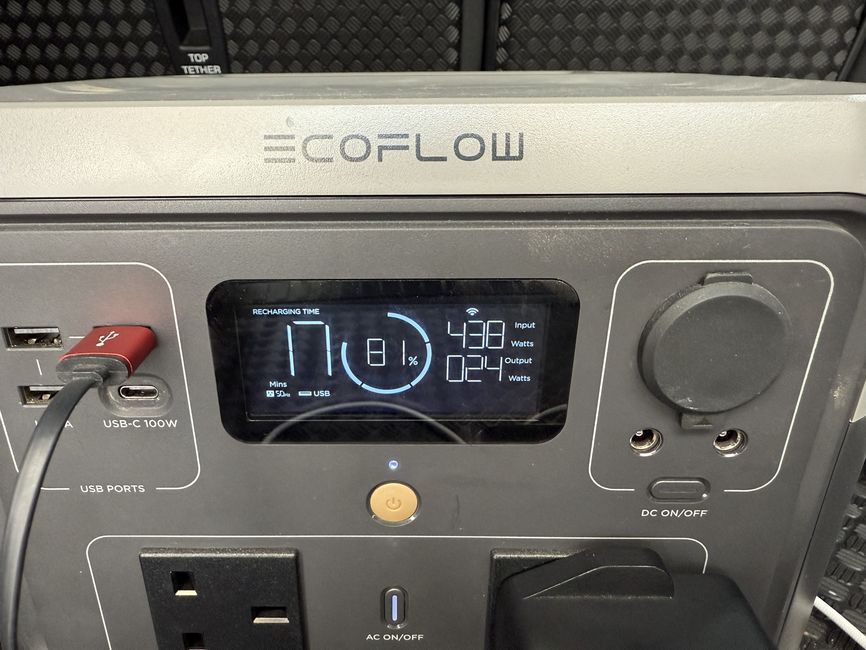 TOP
TETHER
ECOFLOW
RECHARGING TIME
17
Mins
50Hz USB
81%
438 Input
Watts
024 Output
Watts
USB-C 100W
USB PORTS
DC ON/OFF
AC ON/OFF